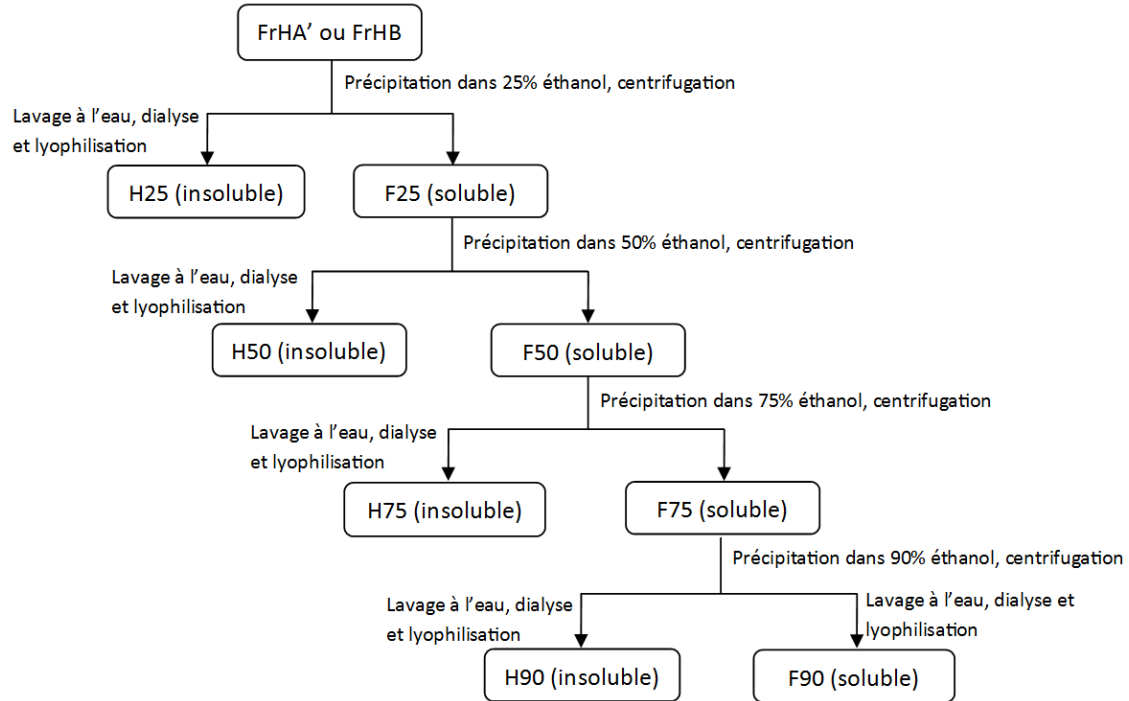 FrHA’ ou FrHB
Précipitation dans 25% éthanol, centrifugation
Lavage à l’eau, dialyse
et lyophilisation
H25 (insoluble)
F25 (soluble)
Précipitation dans 50% éthanol, centrifugation
Lavage à l’eau, dialyse
et lyophilisation
H50 (insoluble)
F50 (soluble)
Précipitation dans 75% éthanol, centrifugation
Lavage à l’eau, dialyse
et lyophilisation
H75 (insoluble)
F75 (soluble)
Précipitation dans 90% éthanol, centrifugation
Lavage à l’eau, dialyse
et lyophilisation
Lavage à l’eau, dialyse et
lyophilisation
H90 (insoluble)
F90 (soluble)